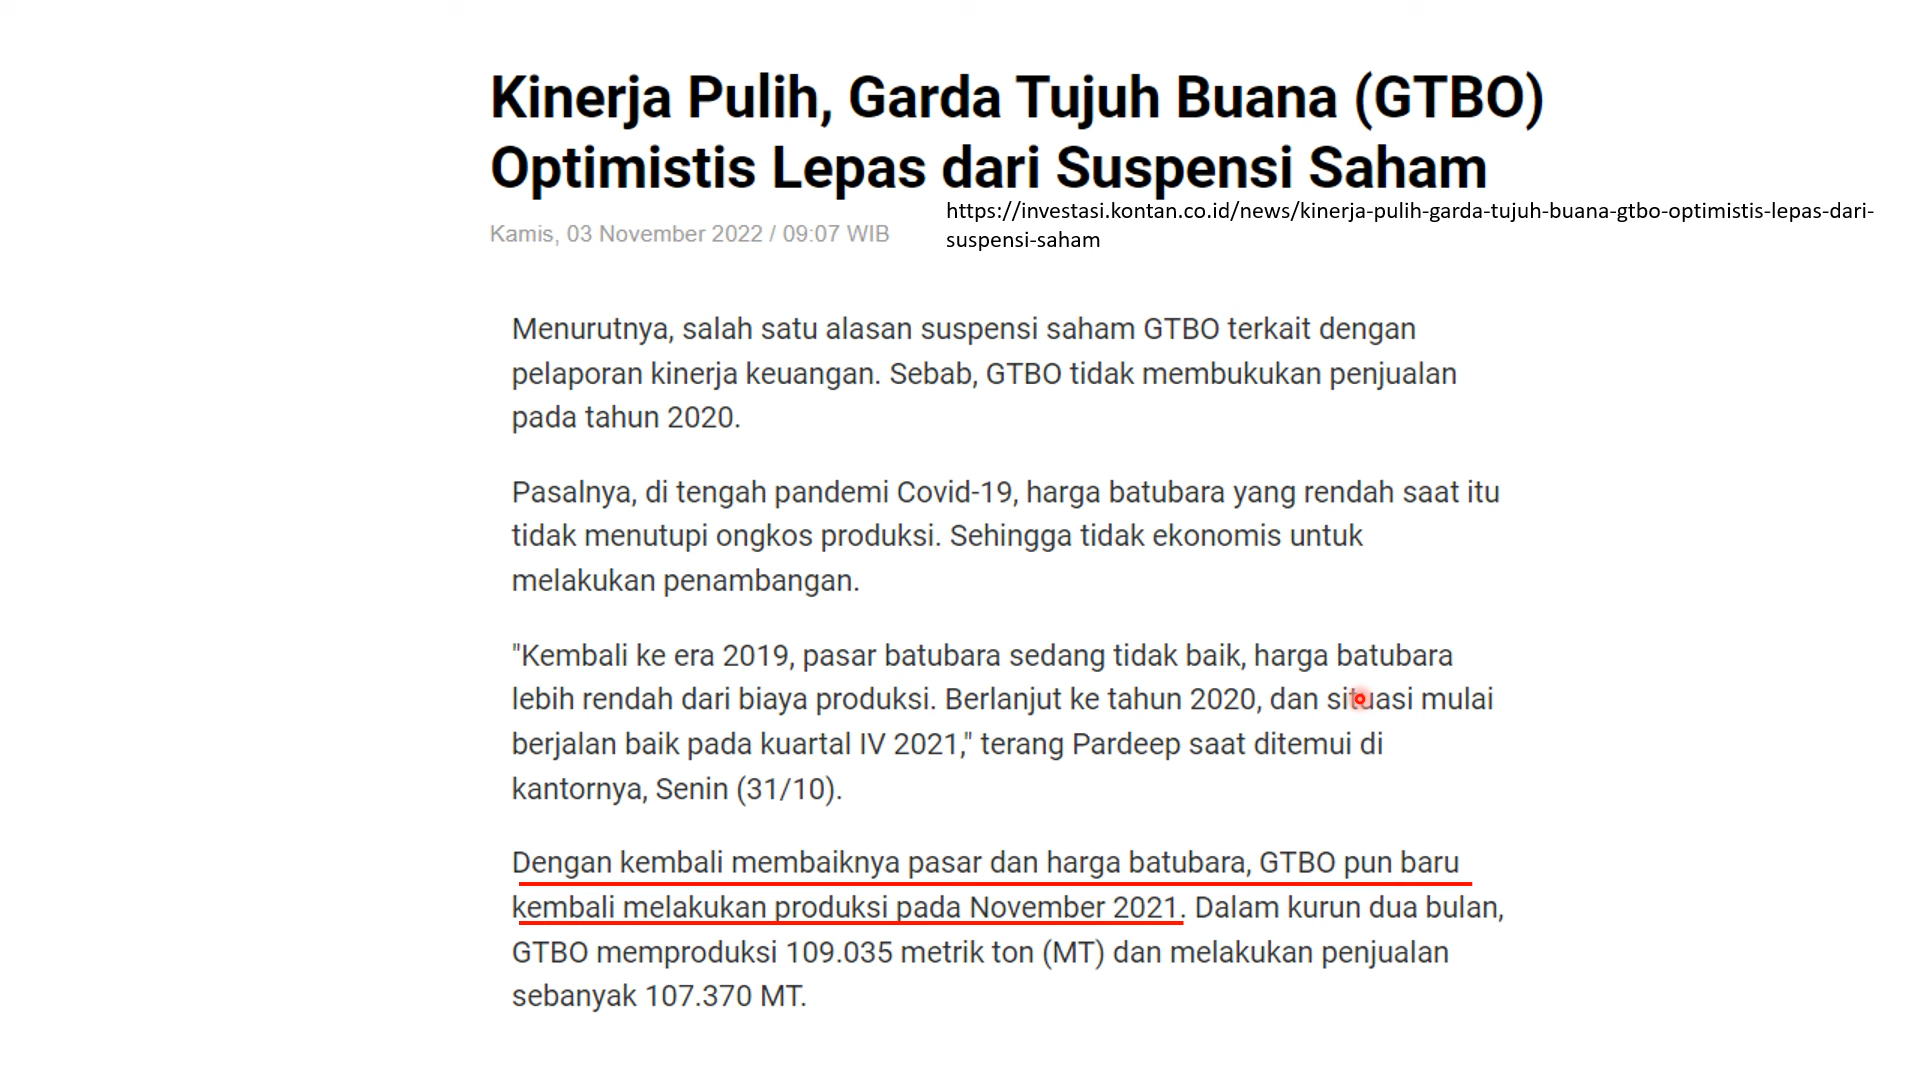 Kinerja Pulih, Garda Tujuh Buana (GTBO)
Optimistis Lepas dari Suspensi Saham
Kamis, 03 November 2022 / 09:07 WIB
https://investasi.kontan.co.id/news/kinerja-pulih-garda-tujuh-buana-gtbo-optimistis-lepas-dari-
suspensi-saham
Menurutnya, salah satu alasan suspensi saham GTBO terkait dengan
pelaporan kinerja keuangan. Sebab, GTBO tidak membukukan penjualan
pada tahun 2020.
Pasalnya, di tengah pandemi Covid-19, harga batubara yang rendah saat itu
tidak menutupi ongkos produksi. Sehingga tidak ekonomis untuk
melakukan penambangan.
"Kembali ke era 2019, pasar batubara sedang tidak baik, harga batubara
lebih rendah dari biaya produksi. Berlanjut ke tahun 2020, dan situasi mulai
berjalan baik pada kuartal IV 2021," terang Pardeep saat ditemui di
kantornya, Senin (31/10).
Dengan kembali membaiknya pasar dan harga batubara, GTBO pun baru
kembali melakukan produksi pada November 2021. Dalam kurun dua bulan,
GTBO memproduksi 109.035 metrik ton (MT) dan melakukan penjualan
sebanyak 107.370 MT.